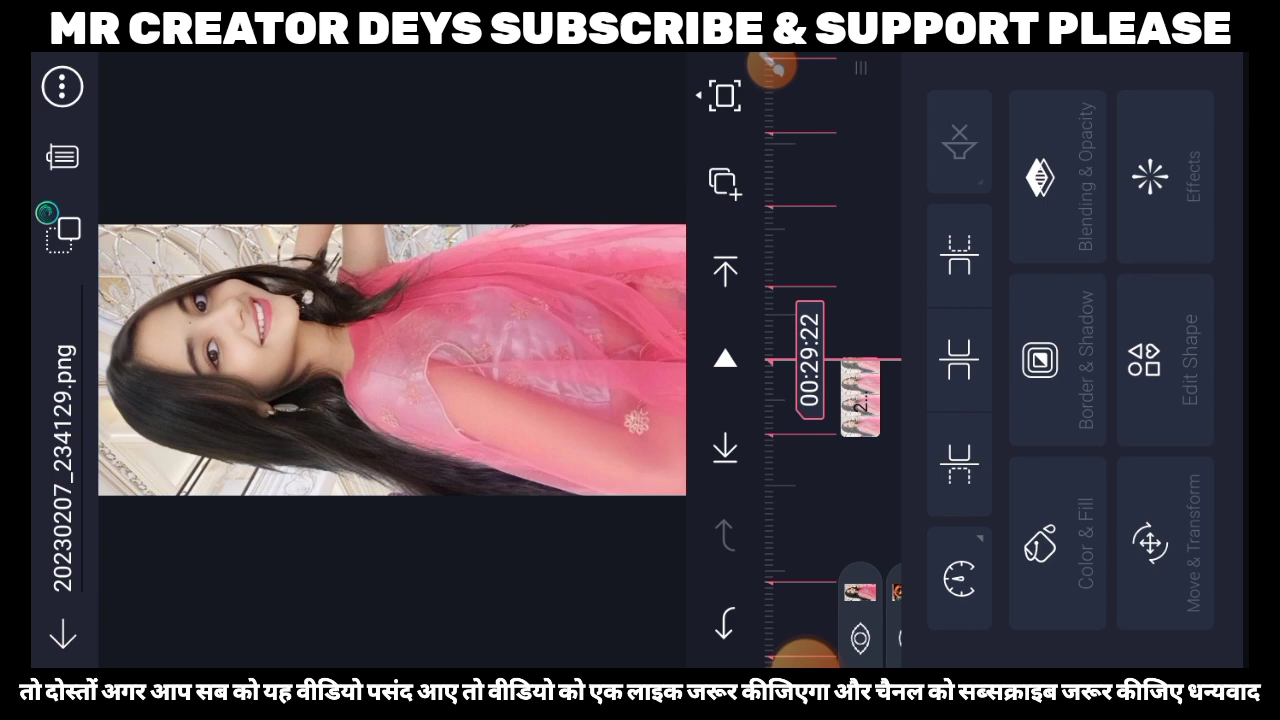 MR CREATOR DEYS SUBSCRIBE & SUPPORT PLEASE
20230207_234129.png
00:29:22
2...
Color & Fill
Border & Shadow
Blending & Opacity
Move & Transform
Edit Shape
Effects
तो दोस्तों अगर आप सब को यह वीडियो पसंद आए तो वीडियो को एक लाइक जरूर कीजिएगा और चैनल को सब्सक्राइब जरूर कीजिए धन्यवाद